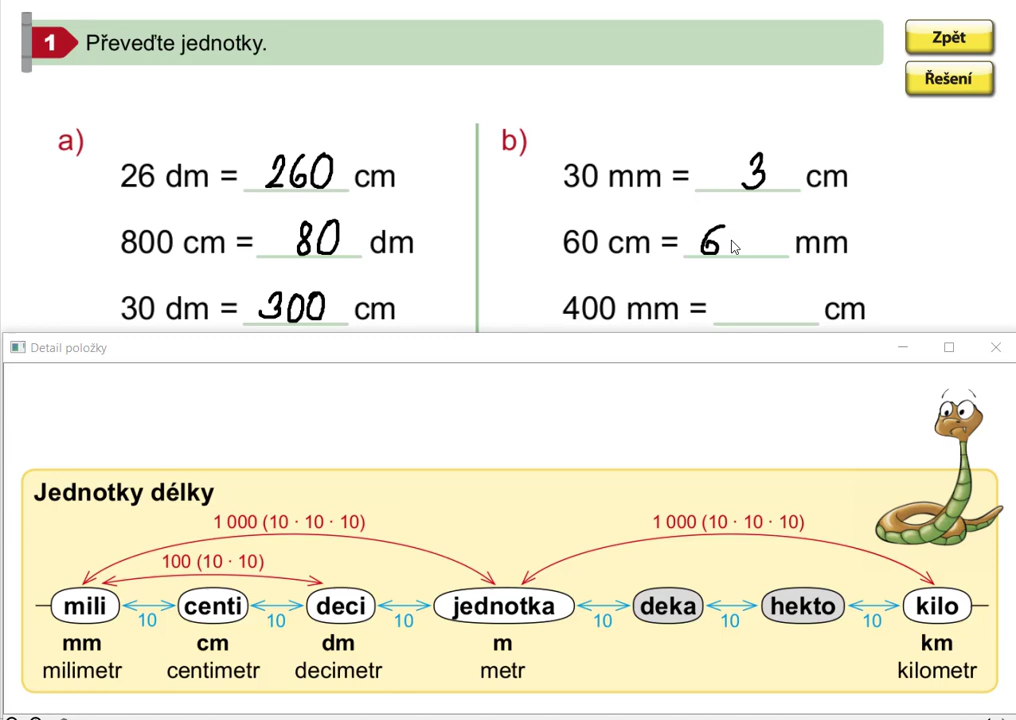 1 Převeďte jednotky.
Zpět
Řešení
a)
26 dm = 260 cm
800 cm = 80 dm
30 dm = 300 cm
b)
30 mm = 3 cm
60 cm = 6 mm
400 mm = ______ cm
Detail položky
Jednotky délky
1 000 (10 · 10 · 10)
1 000 (10 · 10 · 10)
100 (10 · 10)
mili centi deci jednotka deka hekto kilo
10 10 10 10 10 10
mm cm dm m km
milimetr centimetr decimetr metr kilometr